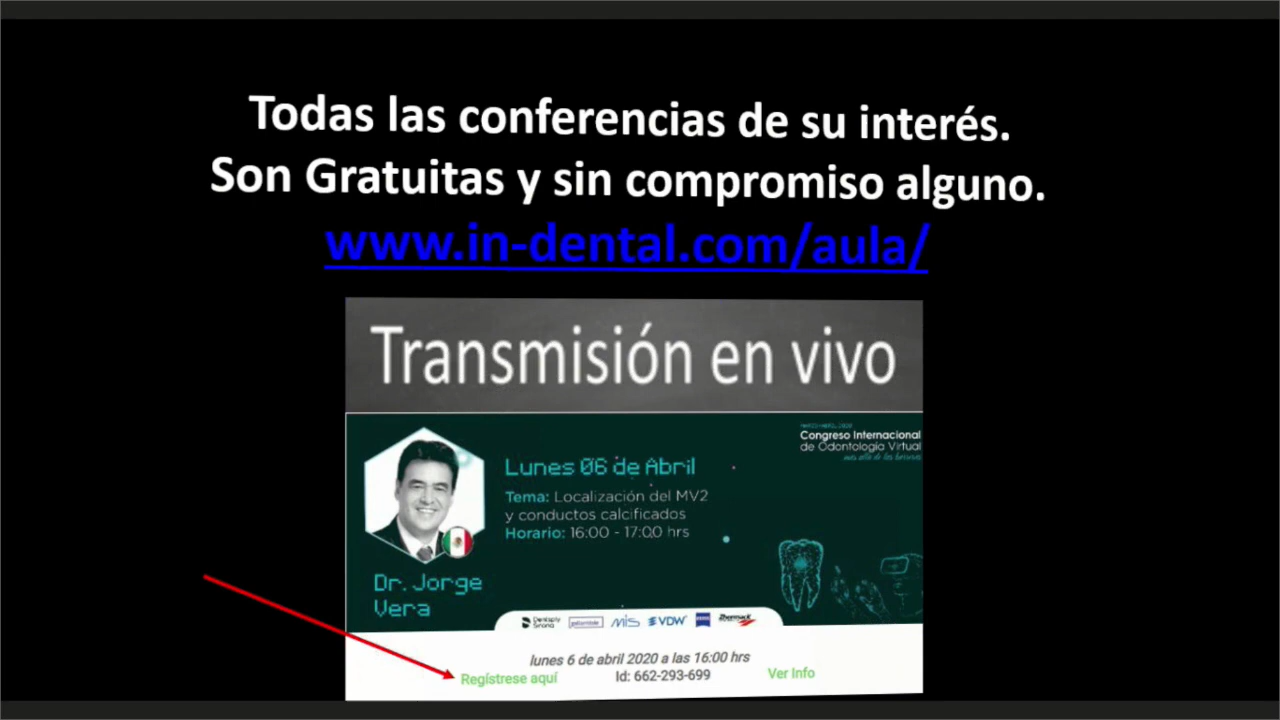 Todas las conferencias de su interés.
Son Gratuitas y sin compromiso alguno.
www.in-dental.com/aula/
Transmisión en vivo
Congreso Internacional
de Odontología Virtual
Lunes 06 de Abril
Tema: Localización del MV2
y conductos calcificados
Horario: 16:00 - 17:00 hrs
Dr. Jorge
Vera
Dentsply
Sirona
MIS
VDW
Zhermack
lunes 6 de abril 2020 a las 16:00 hrs
Regístrese aquí
Id: 662-293-699
Ver Info